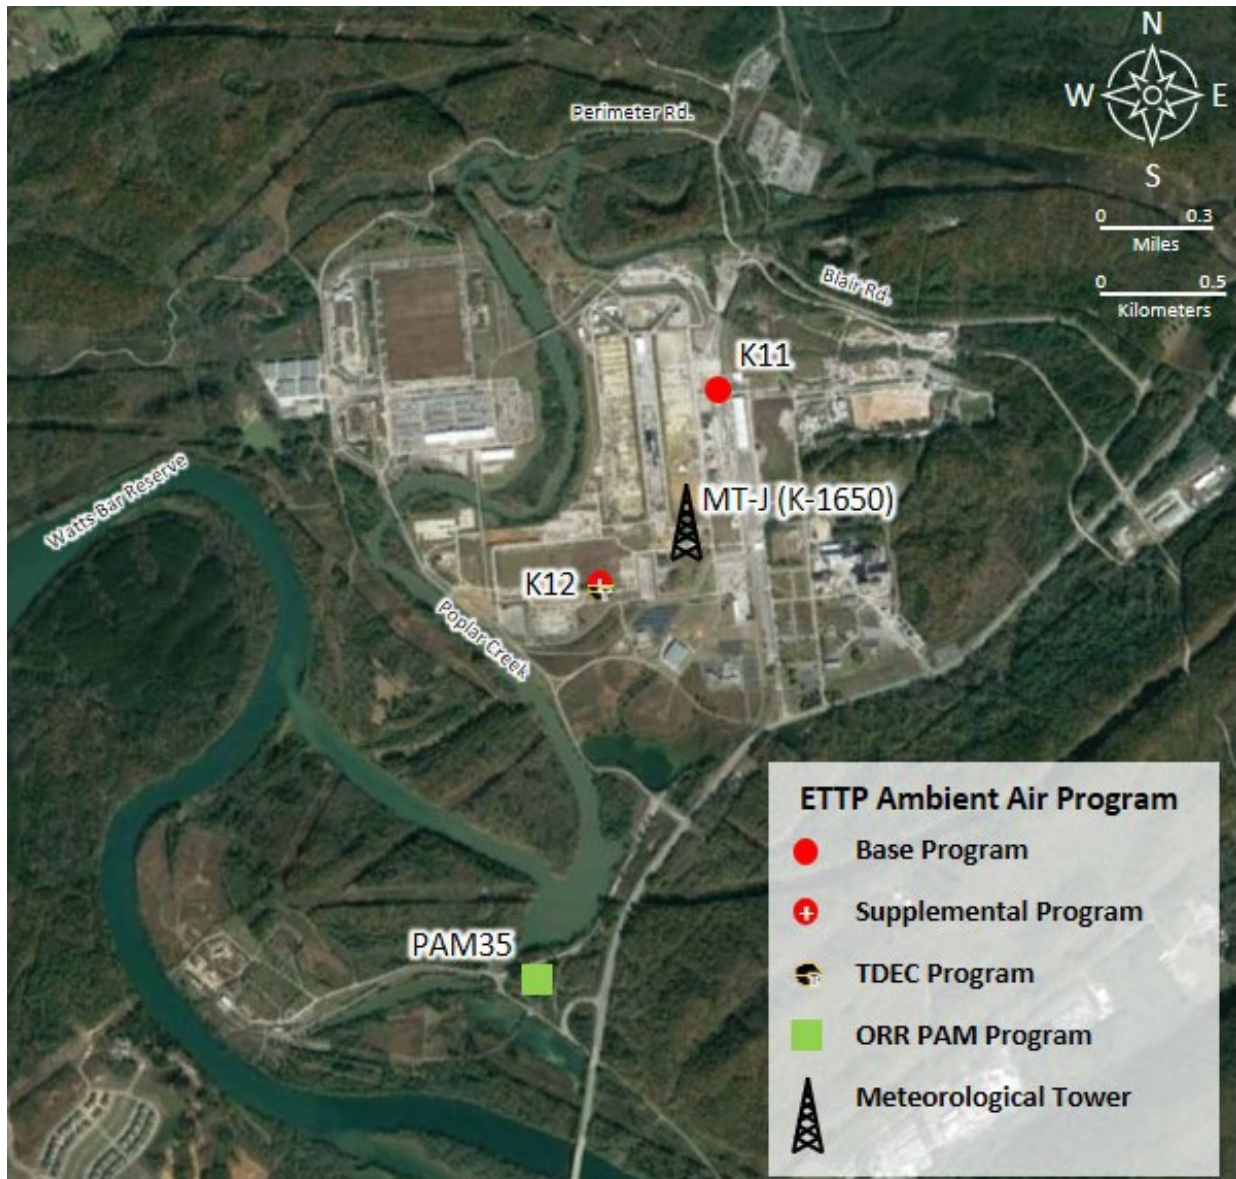 N
W E
S
0 0.3
Miles
0 0.5
Kilometers
Perimeter Rd.
Blair Rd.
K11
Watts Bar Reserve
MT-J (K-1650)
K12
Poplar Creek
PAM35
ETTP Ambient Air Program
Base Program
Supplemental Program
TDEC Program
ORR PAM Program
Meteorological Tower